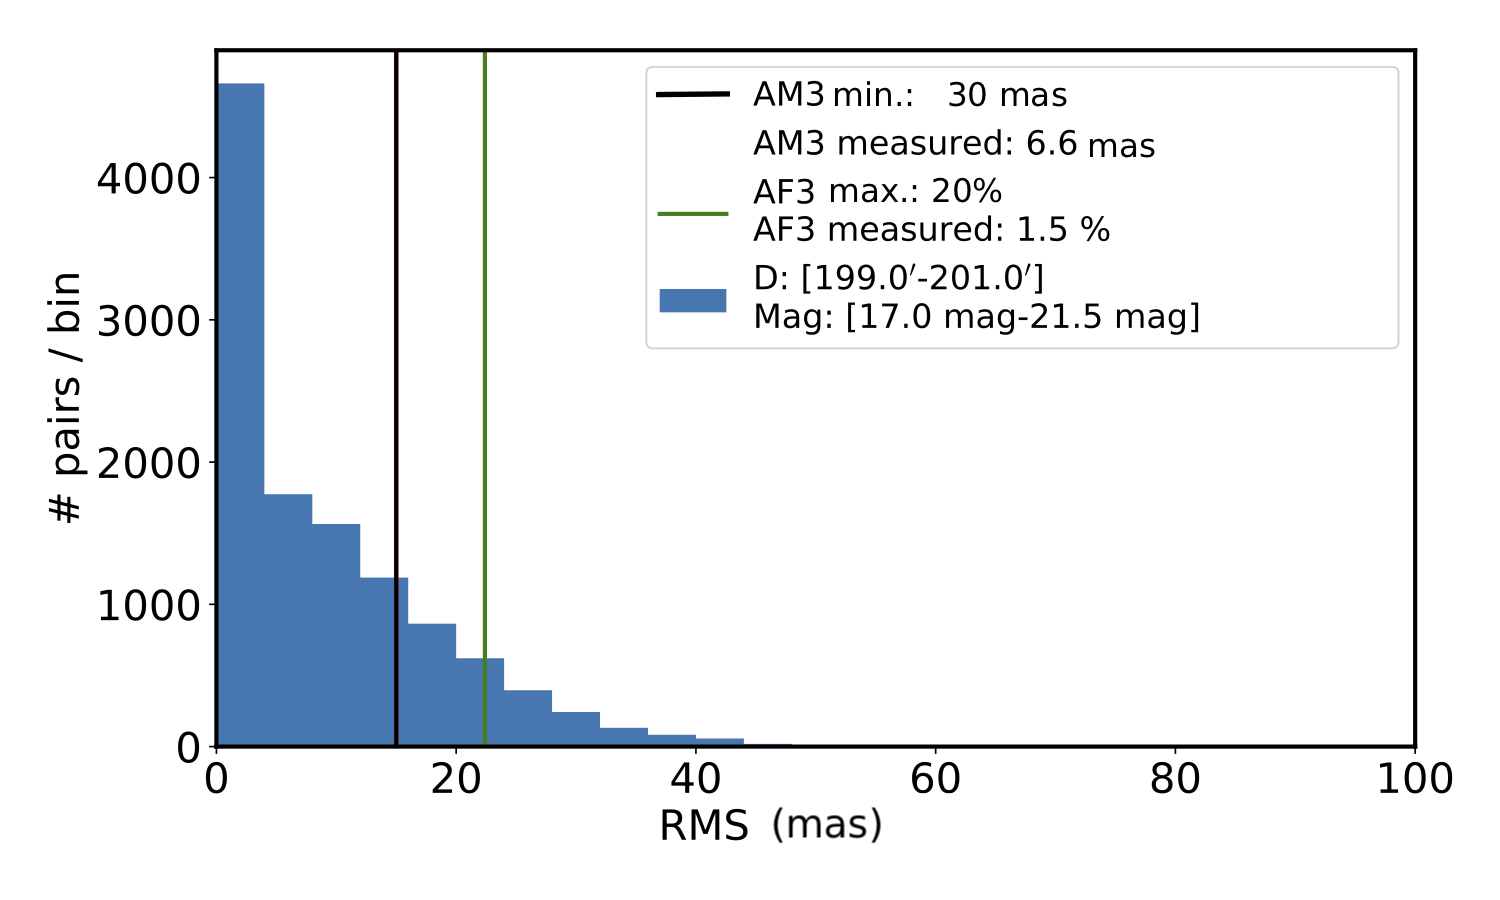 AM3 min.: 30 mas
AM3 measured: 6.6 mas
AF3 max.: 20%
AF3 measured: 1.5 %
D: [199.0′-201.0′]
Mag: [17.0 mag-21.5 mag]
# pairs / bin
4000
3000
2000
1000
0
0 20 40 60 80 100
RMS (mas)